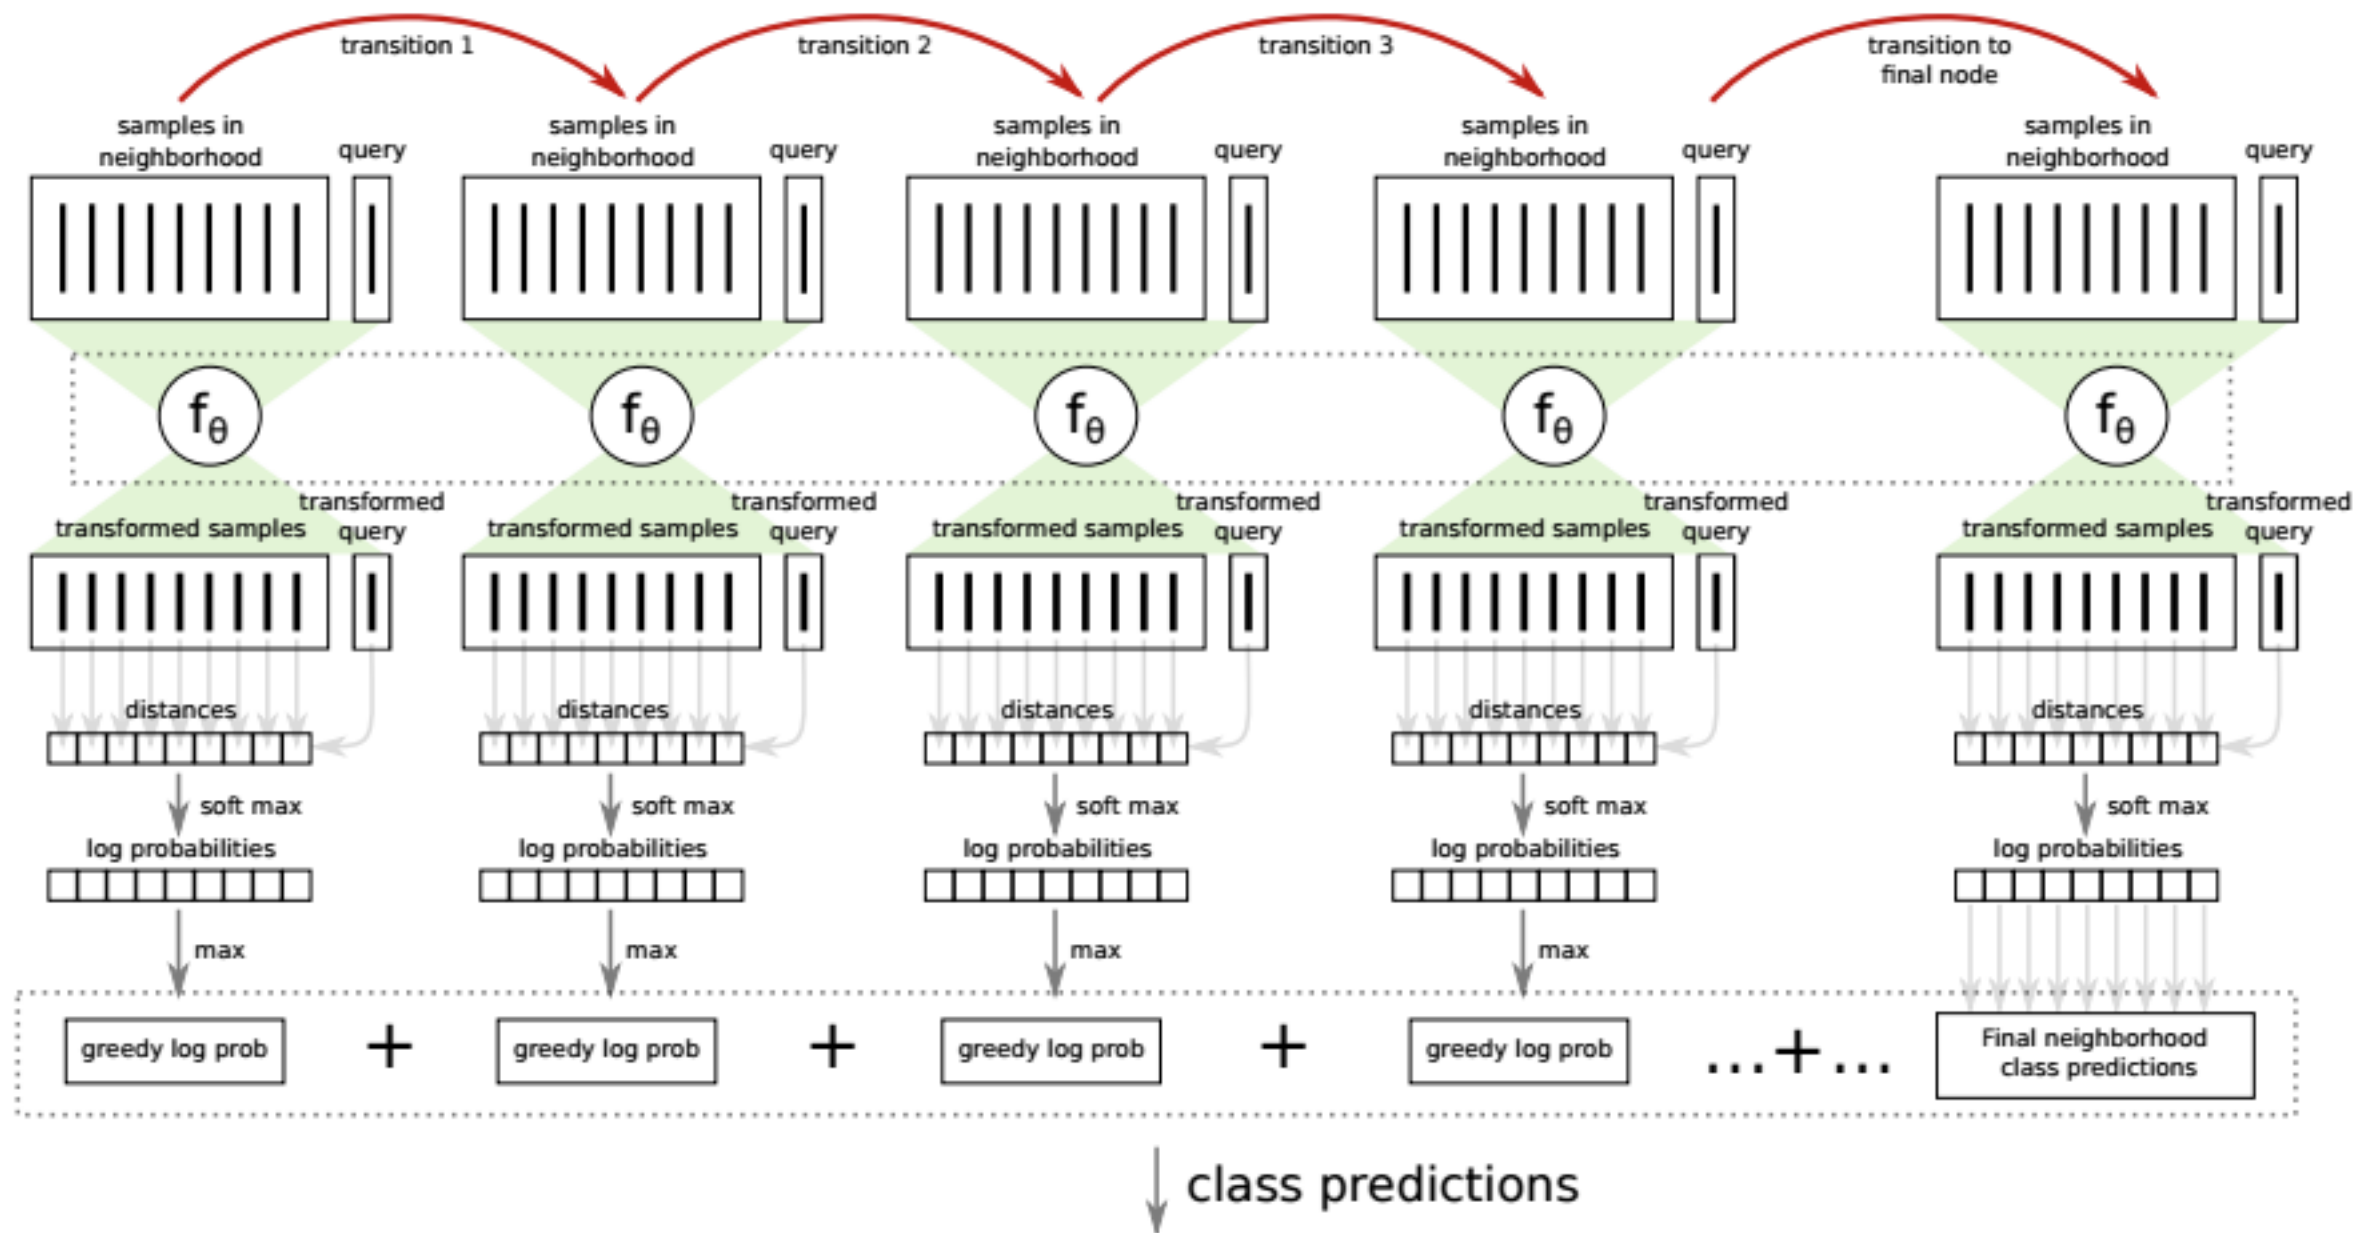 transition 1
transition 2
transition 3
transition to
final node
samples in
neighborhood
query
samples in
neighborhood
query
samples in
neighborhood
query
samples in
neighborhood
query
samples in
neighborhood
query
fθ
fθ
fθ
fθ
fθ
transformed samples
transformed
query
transformed samples
transformed
query
transformed samples
transformed
query
transformed samples
transformed
query
transformed samples
transformed
query
distances
distances
distances
distances
distances
soft max
soft max
soft max
soft max
soft max
log probabilities
log probabilities
log probabilities
log probabilities
log probabilities
max
max
max
max
greedy log prob
+
greedy log prob
+
greedy log prob
+
greedy log prob
...+...
Final neighborhood
class predictions
class predictions